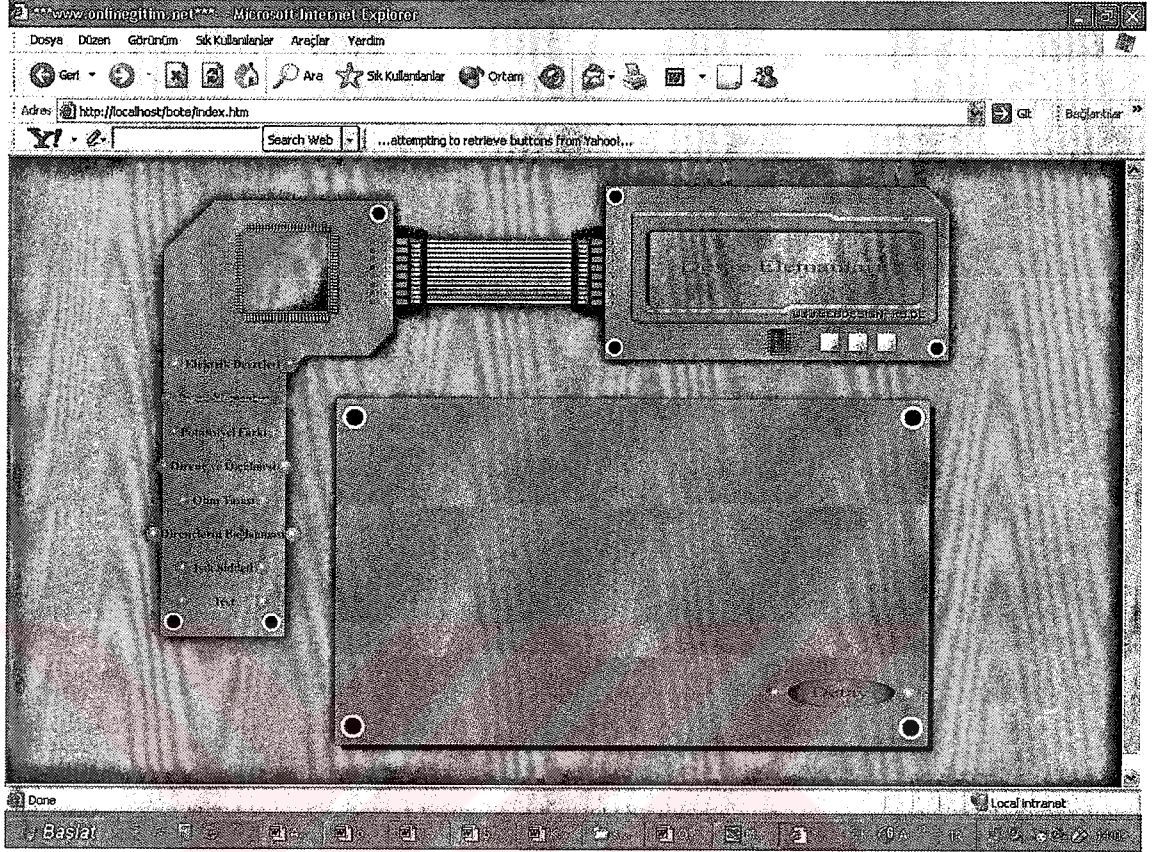 ***www.onlinegitim.net*** - Microsoft Internet Explorer
Dosya Düzen Görünüm Sık Kullanılanlar Araçlar Yardım
Geri Ara Sık Kullanılanlar Ortam
Adres http://localhost/bote/index.htm Git Bağlantılar »
Y! Search Web ...attempting to retrieve buttons from Yahoo!...
Devre Elemanları
Elektrik Devreleri
Potansiyel Farkı
Direnç ve Ölçülmesi
Ohm Yasası
Dirençlerin Bağlanması
Işık Şiddeti
Test
Done Local intranet
Başlat